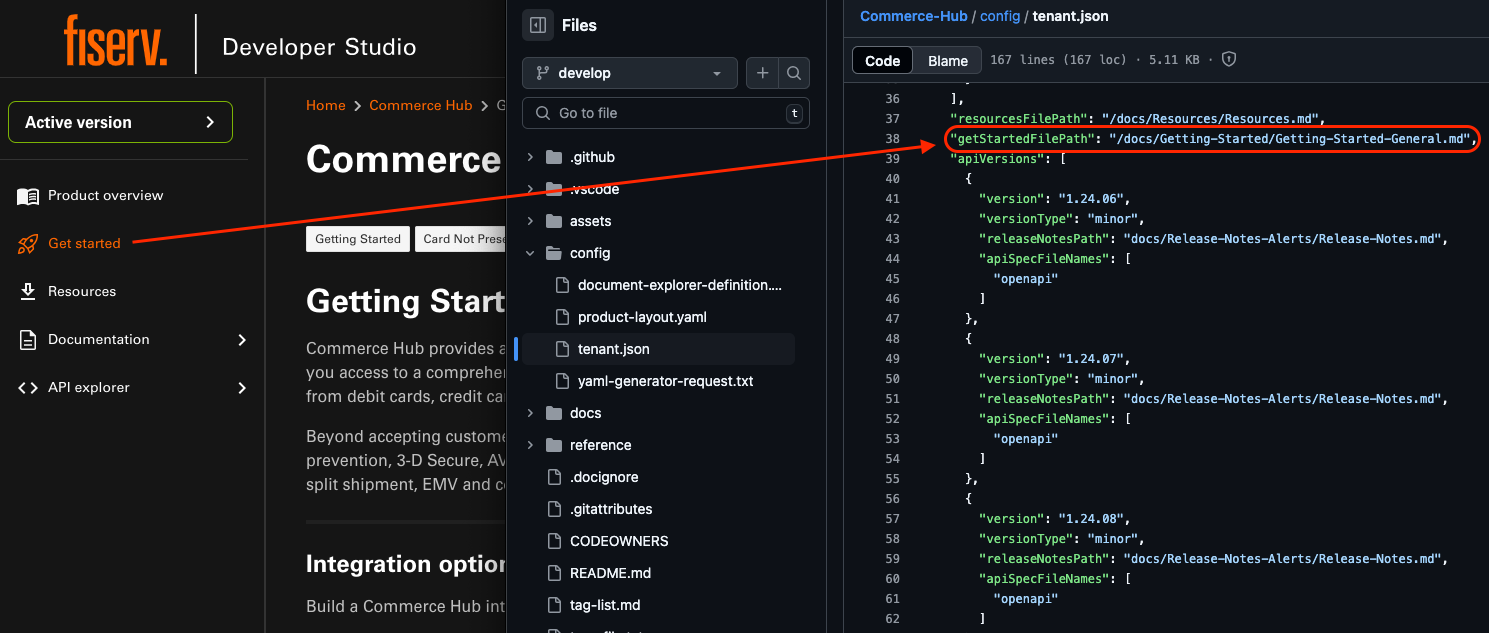 fiserv.
Developer Studio
Active version
Product overview
Get started
Resources
Documentation
API explorer
Home > Commerce Hub > G
Commerce
Getting Started
Card Not Prese
Getting Start
Commerce Hub provides a
you access to a comprehe
from debit cards, credit ca
Beyond accepting custome
prevention, 3-D Secure, AV
split shipment, EMV and c
Integration option
Build a Commerce Hub int
Files
develop
Go to file
t
.github
.vscode
assets
config
document-explorer-definition....
product-layout.yaml
tenant.json
yaml-generator-request.txt
docs
reference
.docignore
.gitattributes
CODEOWNERS
README.md
tag-list.md
Commerce-Hub / config / tenant.json
Code Blame 167 lines (167 loc) · 5.11 KB ·
36 ],
37 "resourcesFilePath": "/docs/Resources/Resources.md",
38 "getStartedFilePath": "/docs/Getting-Started/Getting-Started-General.md",
39 "apiVersions": [
40 {
41 "version": "1.24.06",
42 "versionType": "minor",
43 "releaseNotesPath": "docs/Release-Notes-Alerts/Release-Notes.md",
44 "apiSpecFileNames": [
45 "openapi"
46 ]
47 },
48 {
49 "version": "1.24.07",
50 "versionType": "minor",
51 "releaseNotesPath": "docs/Release-Notes-Alerts/Release-Notes.md",
52 "apiSpecFileNames": [
53 "openapi"
54 ]
55 },
56 {
57 "version": "1.24.08",
58 "versionType": "minor",
59 "releaseNotesPath": "docs/Release-Notes-Alerts/Release-Notes.md",
60 "apiSpecFileNames": [
61 "openapi"
62 ]